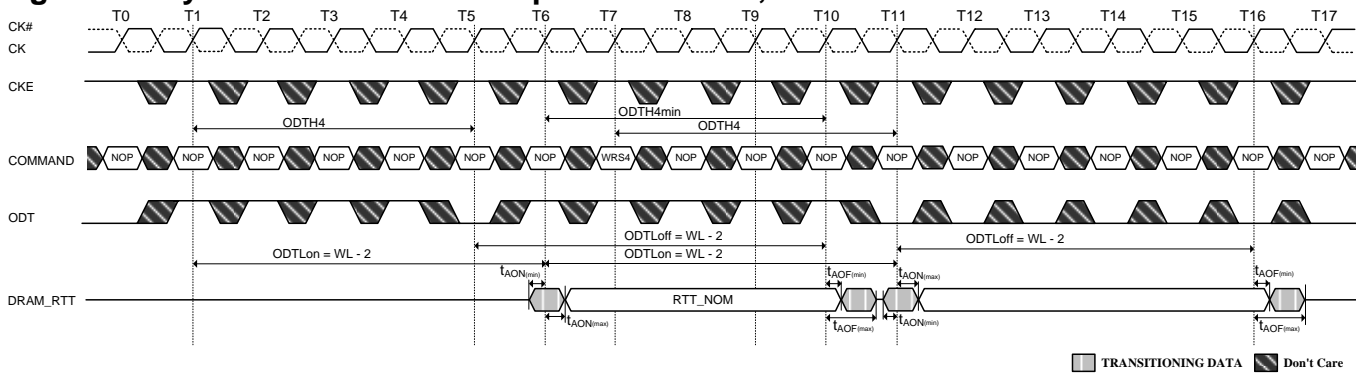 T0 T1 T2 T3 T4 T5 T6 T7 T8 T9 T10 T11 T12 T13 T14 T15 T16 T17
CK#
CK
CKE
ODTH4 ODTH4min
ODTH4
COMMAND NOP NOP NOP NOP NOP NOP NOP WRS4 NOP NOP NOP NOP NOP NOP NOP NOP NOP NOP
ODT
ODTLoff = WL - 2 ODTLoff = WL - 2
ODTLon = WL - 2 ODTLon = WL - 2
tAON(min) tAOF(min) tAON(max) tAOF(min)
DRAM_RTT RTT_NOM
tAON(max) tAOF(max) tAON(min) tAOF(max)
TRANSITIONING DATA Don't Care